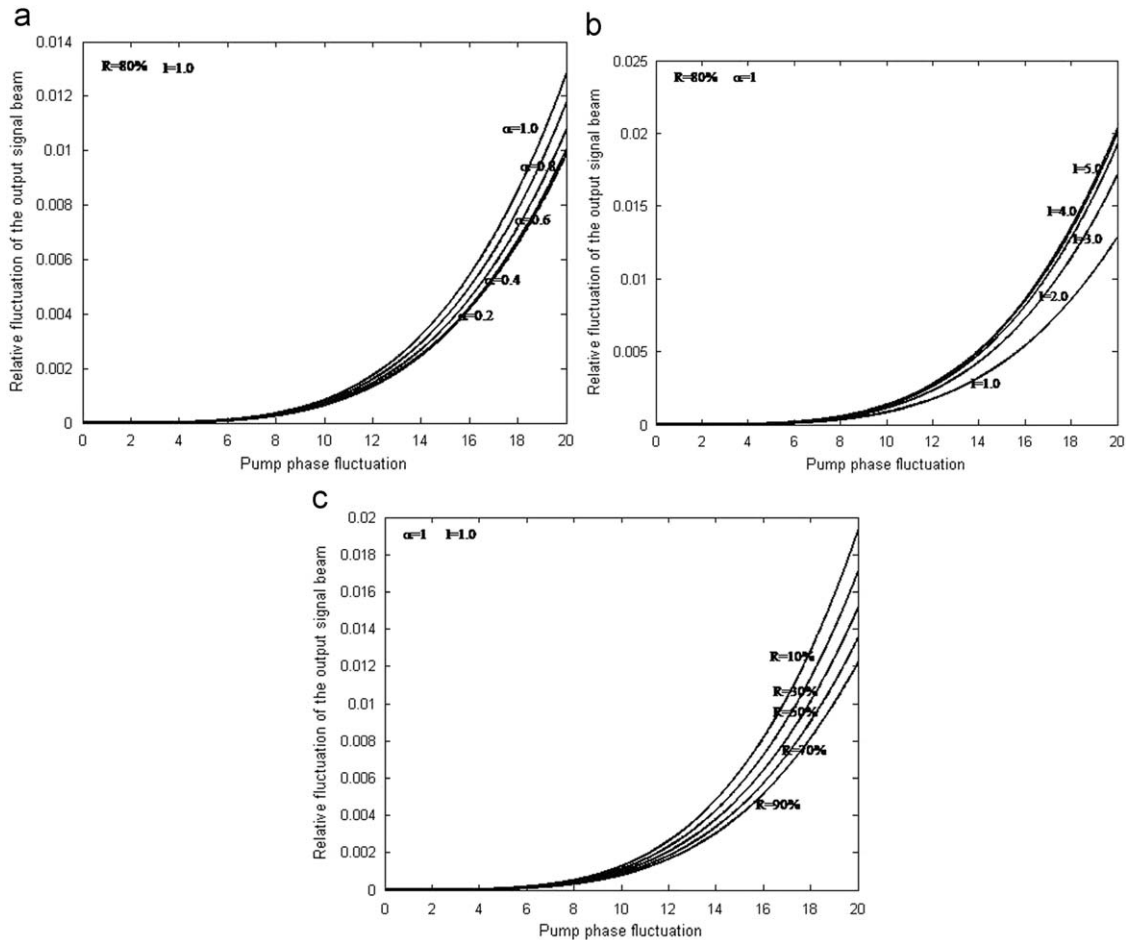 a
0.014
0.012
0.01
0.008
0.006
0.004
0.002
0
R=80% l=1.0
α=1.0
α=0.8
α=0.6
α=0.4
α=0.2
0 2 4 6 8 10 12 14 16 18 20
Pump phase fluctuation
Relative fluctuation of the output signal beam
b
0.025
0.02
0.015
0.01
0.005
0
R=80% α=1
l=5.0
l=4.0
l=3.0
l=2.0
l=1.0
0 2 4 6 8 10 12 14 16 18 20
Pump phase fluctuation
Relative fluctuation of the output signal beam
c
0.02
0.018
0.016
0.014
0.012
0.01
0.008
0.006
0.004
0.002
0
α=1 l=1.0
R=10%
R=30%
R=50%
R=70%
R=90%
0 2 4 6 8 10 12 14 16 18 20
Pump phase fluctuation
Relative fluctuation of the output signal beam